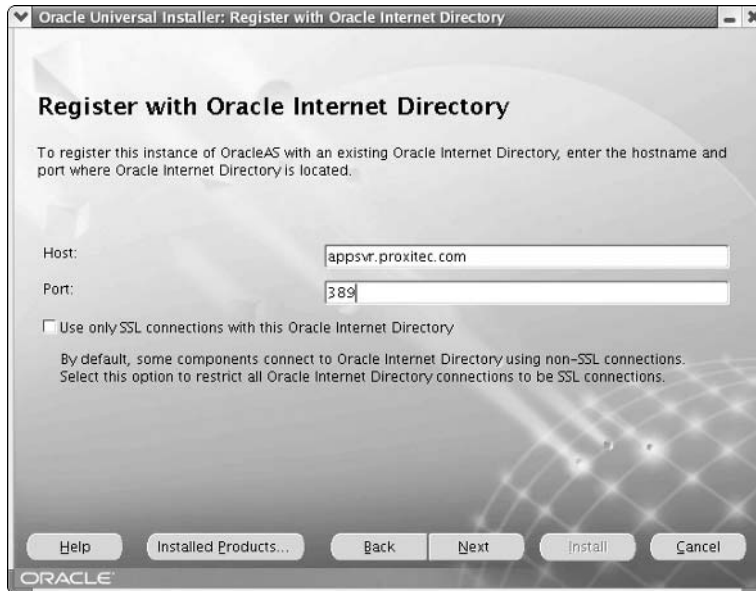 Oracle Universal Installer: Register with Oracle Internet Directory
Register with Oracle Internet Directory
To register this instance of OracleAS with an existing Oracle Internet Directory, enter the hostname and
port where Oracle Internet Directory is located.
Host:
appsvr.proxitec.com
Port:
389
Use only SSL connections with this Oracle Internet Directory
By default, some components connect to Oracle Internet Directory using non-SSL connections.
Select this option to restrict all Oracle Internet Directory connections to be SSL connections.
Help
Installed Products...
Back
Next
Install
Cancel
ORACLE